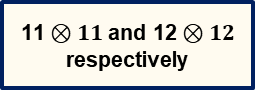 11 ⊗ 11 and 12 ⊗ 12
respectively